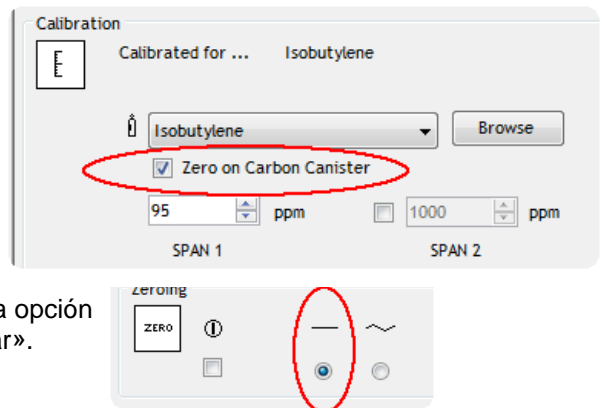 Calibration
Calibrated for ... Isobutylene
Isobutylene Browse
Zero on Carbon Canister
95 ppm 1000 ppm
SPAN 1 SPAN 2
Zeroing
a opción
ZERO
ar».